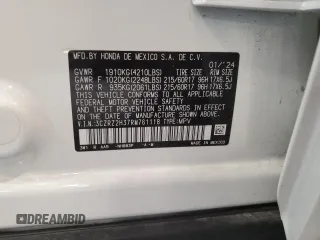 MFD. BY HONDA DE MEXICO S.A. DE C.V.
01/'24
GVWR 1910KG(4210LBS) TIRE SIZE RIM SIZE
GAWR F 1020KG(2248LBS) 215/60R17 96H 17X6.5J
GAWR R 935KG(2061LBS) 215/60R17 96H 17X6.5J
THIS VEHICLE CONFORMS TO ALL APPLICABLE
FEDERAL MOTOR VEHICLE SAFETY AND THEFT
PREVENTION STANDARDS IN EFFECT ON THE DATE
OF MANUFACTURE SHOWN ABOVE.
V.I.N:3CZRZ2H37RM761118 TYPE:MPV
MADE IN MEXICO
DREAMBID